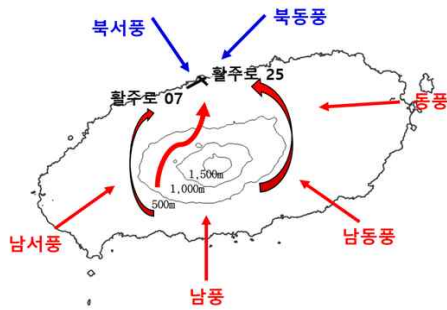 북서풍
북동풍
활주로 25
활주로 07
동풍
1,500m
1,000m
500m
남서풍
남동풍
남풍